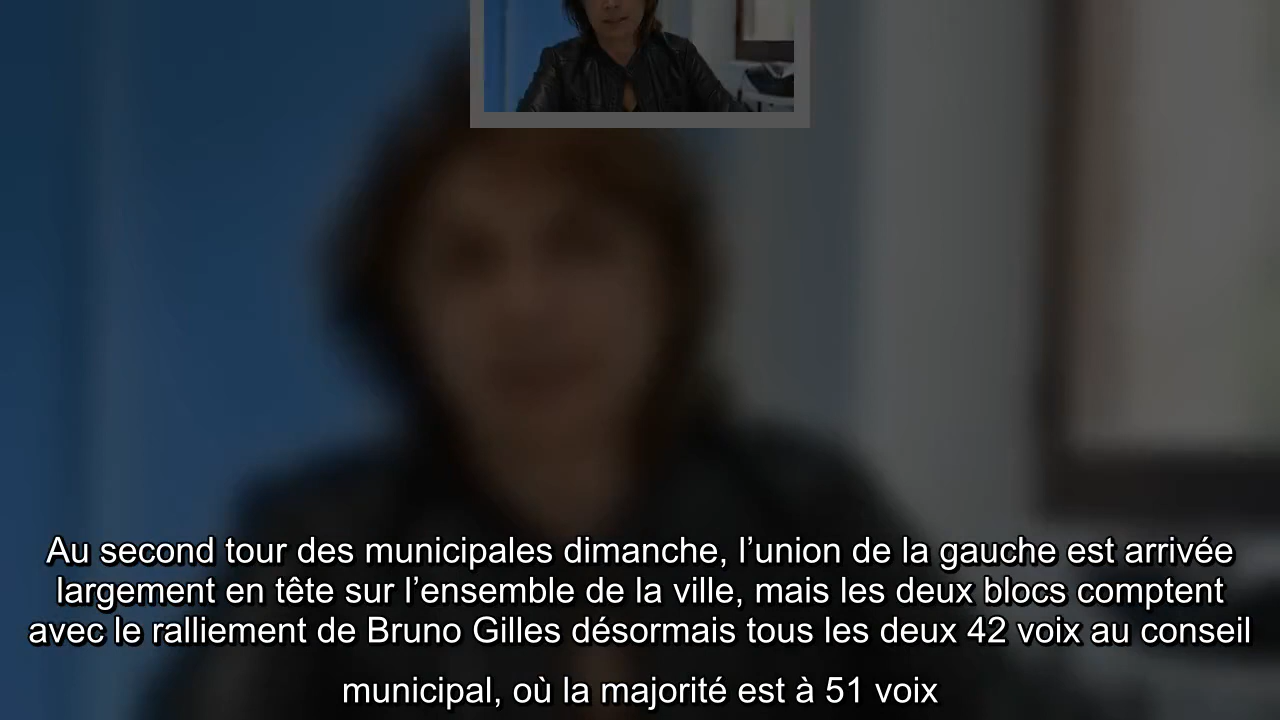 Au second tour des municipales dimanche, l’union de la gauche est arrivée
largement en tête sur l’ensemble de la ville, mais les deux blocs comptent
avec le ralliement de Bruno Gilles désormais tous les deux 42 voix au conseil
municipal, où la majorité est à 51 voix